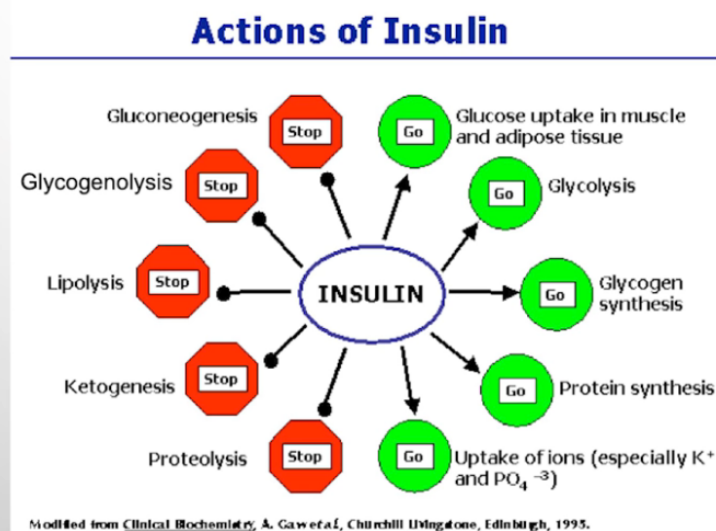 Actions of Insulin
Gluconeogenesis
Stop
Go
Glucose uptake in muscle
and adipose tissue
Glycogenolysis
Stop
Go
Glycolysis
Lipolysis
Stop
INSULIN
Go
Glycogen
synthesis
Ketogenesis
Stop
Go
Protein synthesis
Proteolysis
Stop
Go
Uptake of ions (especially K⁺
and PO₄ ⁻³)
Modified from Clinical Biochemistry, A. Gaw et al, Churchill Livingstone, Edinburgh, 1995.